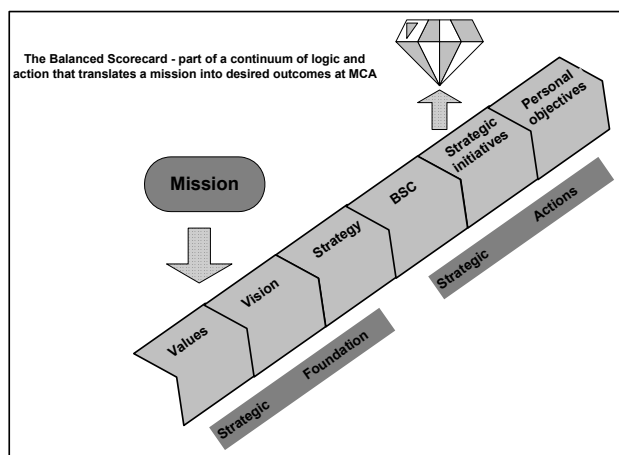 The Balanced Scorecard - part of a continuum of logic and
action that translates a mission into desired outcomes at MCA
Mission
Values
Vision
Strategy
BSC
Strategic
initiatives
Personal
objectives
Strategic Foundation
Strategic Actions